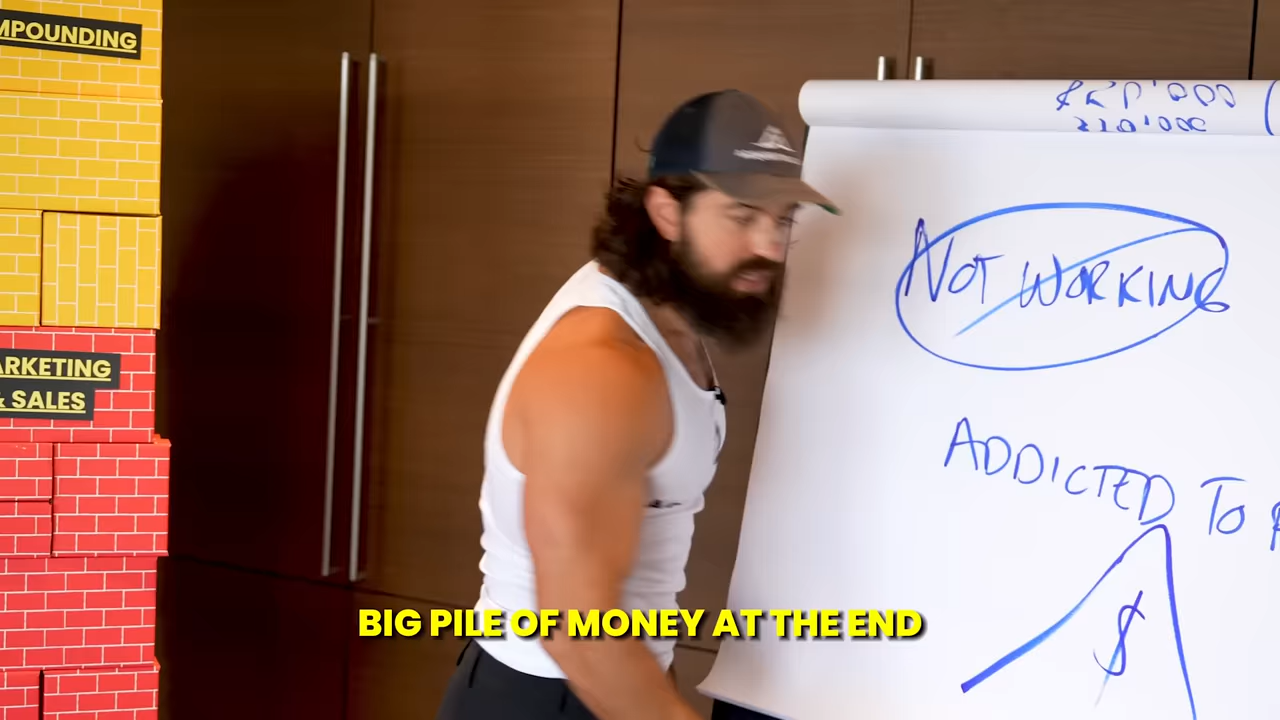 MPOUNDING
ARKETING
& SALES
NOT WORKING
ADDICTED TO
$
BIG PILE OF MONEY AT THE END